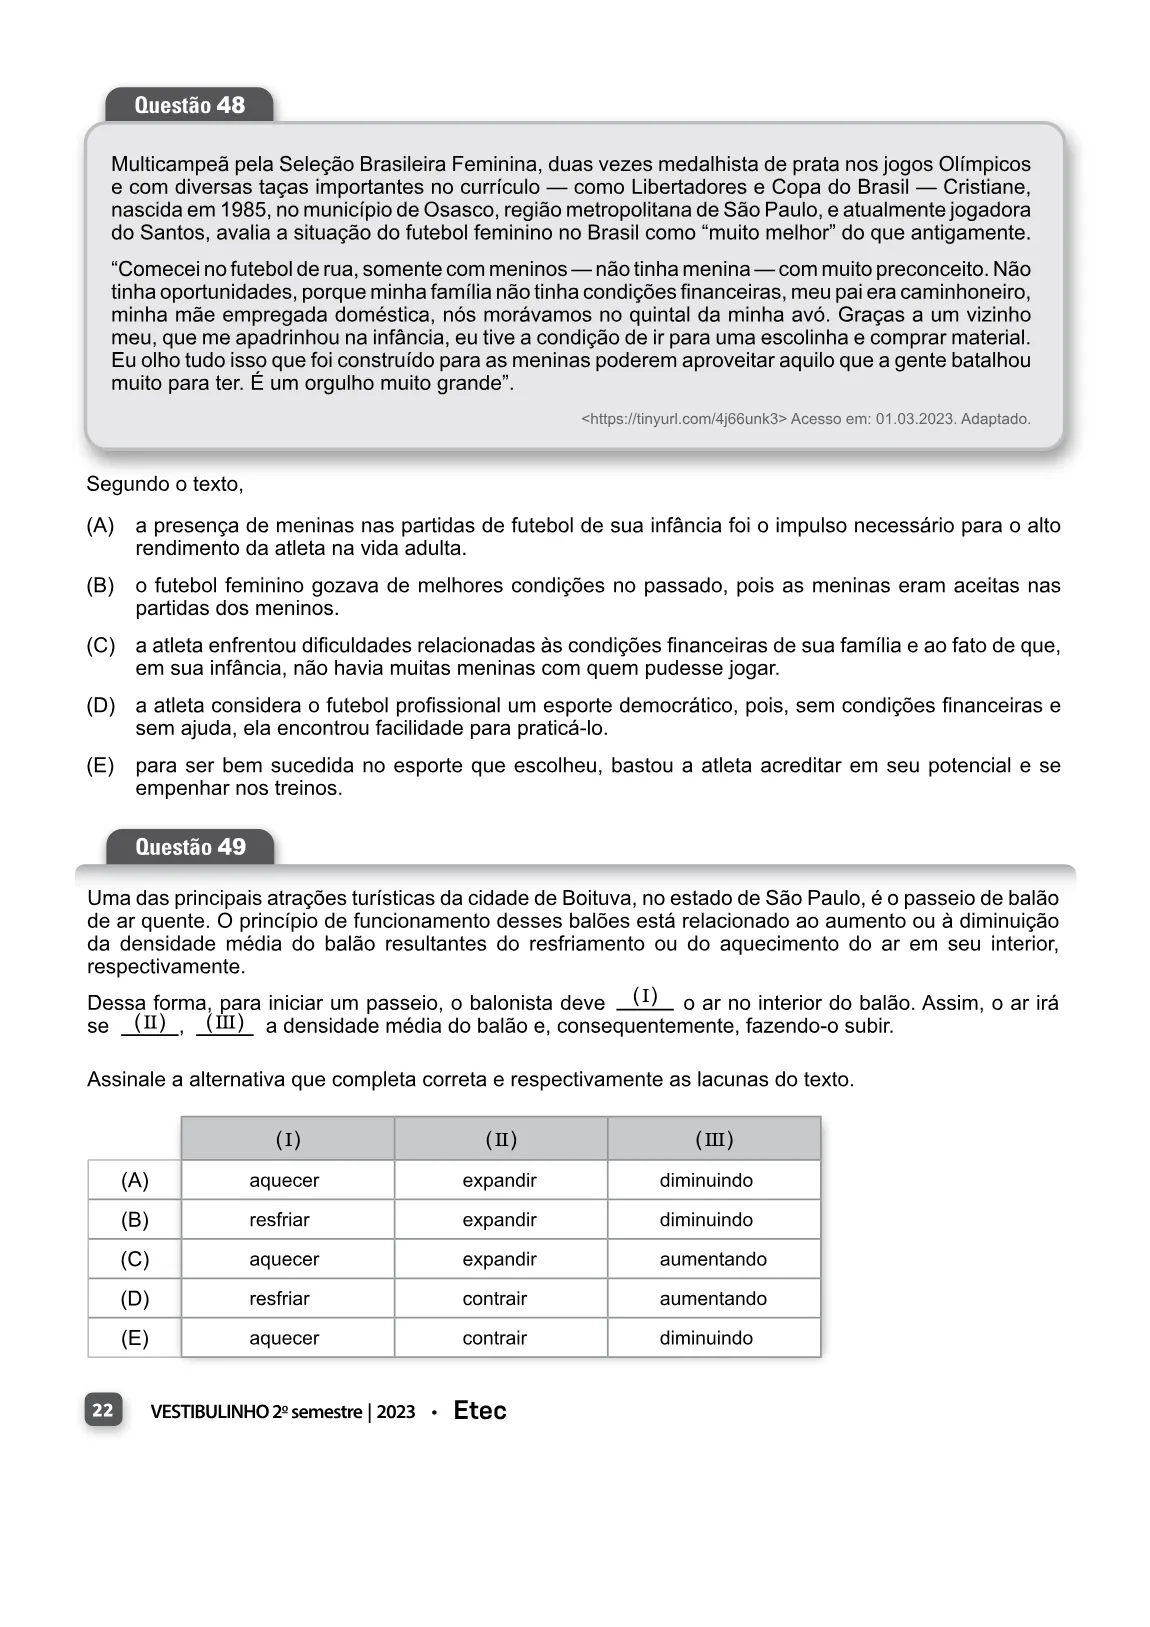 Questão 48
Multicampeã pela Seleção Brasileira Feminina, duas vezes medalhista de prata nos jogos Olímpicos
e com diversas taças importantes no currículo — como Libertadores e Copa do Brasil — Cristiane,
nascida em 1985, no município de Osasco, região metropolitana de São Paulo, e atualmente jogadora
do Santos, avalia a situação do futebol feminino no Brasil como “muito melhor” do que antigamente.
“Comecei no futebol de rua, somente com meninos — não tinha menina — com muito preconceito. Não
tinha oportunidades, porque minha família não tinha condições financeiras, meu pai era caminhoneiro,
minha mãe empregada doméstica, nós morávamos no quintal da minha avó. Graças a um vizinho
meu, que me apadrinhou na infância, eu tive a condição de ir para uma escolinha e comprar material.
Eu olho tudo isso que foi construído para as meninas poderem aproveitar aquilo que a gente batalhou
muito para ter. É um orgulho muito grande”.
<https://tinyurl.com/4j66unk3> Acesso em: 01.03.2023. Adaptado.
Segundo o texto,
(A) a presença de meninas nas partidas de futebol de sua infância foi o impulso necessário para o alto
rendimento da atleta na vida adulta.
(B) o futebol feminino gozava de melhores condições no passado, pois as meninas eram aceitas nas
partidas dos meninos.
(C) a atleta enfrentou dificuldades relacionadas às condições financeiras de sua família e ao fato de que,
em sua infância, não havia muitas meninas com quem pudesse jogar.
(D) a atleta considera o futebol profissional um esporte democrático, pois, sem condições financeiras e
sem ajuda, ela encontrou facilidade para praticá-lo.
(E) para ser bem sucedida no esporte que escolheu, bastou a atleta acreditar em seu potencial e se
empenhar nos treinos.
Questão 49
Uma das principais atrações turísticas da cidade de Boituva, no estado de São Paulo, é o passeio de balão
de ar quente. O princípio de funcionamento desses balões está relacionado ao aumento ou à diminuição
da densidade média do balão resultantes do resfriamento ou do aquecimento do ar em seu interior,
respectivamente.
Dessa forma, para iniciar um passeio, o balonista deve (I) o ar no interior do balão. Assim, o ar irá
se (II), (III) a densidade média do balão e, consequentemente, fazendo-o subir.
Assinale a alternativa que completa correta e respectivamente as lacunas do texto.
(I) (II) (III)
(A) aquecer expandir diminuindo
(B) resfriar expandir diminuindo
(C) aquecer expandir aumentando
(D) resfriar contrair aumentando
(E) aquecer contrair diminuindo
22 VESTIBULINHO 2º semestre | 2023 • Etec